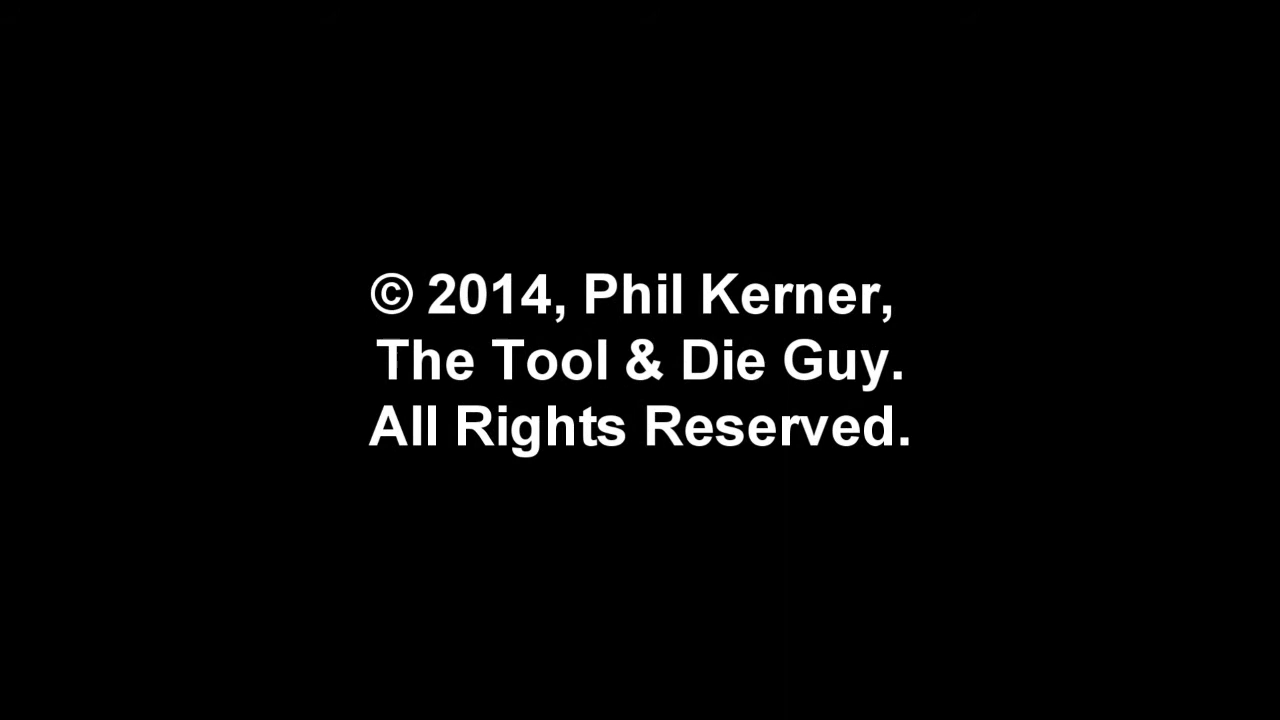 © 2014, Phil Kerner,
The Tool & Die Guy.
All Rights Reserved.